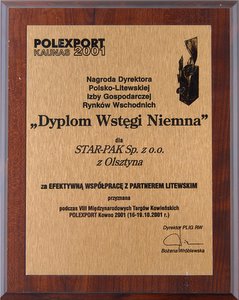 POLEXPORT
KAUNAS 2001
Nagroda Dyrektora
Polsko-Litewskiej
Izby Gospodarczej
Rynków Wschodnich
„Dyplom Wstęgi Niemna”
dla
STAR-PAK Sp. z o.o.
z Olsztyna
za EFEKTYWNĄ WSPÓŁPRACĘ Z PARTNEREM LITEWSKIM
przyznana
podczas VIII Międzynarodowych Targów Kowieńskich
POLEXPORT Kowno 2001 (16-19.10.2001 r.)
Dyrektor PLIG RW
Bożena Wróblewska